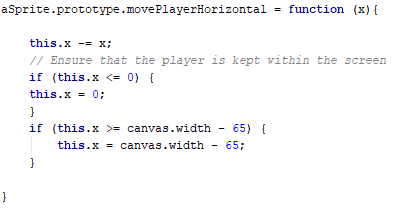 aSprite.prototype.movePlayerHorizontal = function (x){
this.x -= x;
// Ensure that the player is kept within the screen
if (this.x <= 0) {
this.x = 0;
}
if (this.x >= canvas.width - 65) {
this.x = canvas.width - 65;
}
}